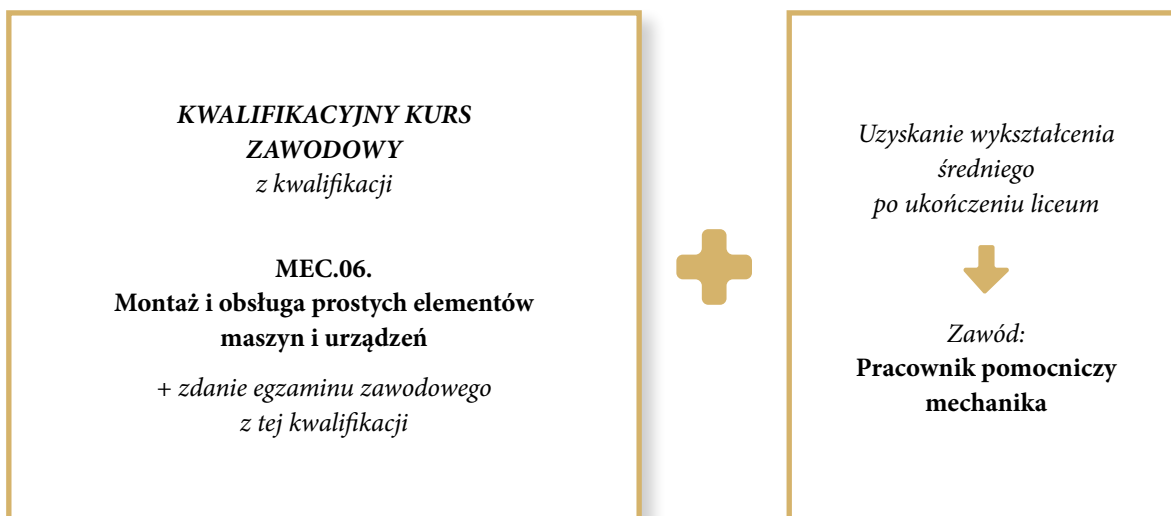 KWALIFIKACYJNY KURS
ZAWODOWY
z kwalifikacji
MEC.06.
Montaż i obsługa prostych elementów
maszyn i urządzeń
+ zdanie egzaminu zawodowego
z tej kwalifikacji
Uzyskanie wykształcenia
średniego
po ukończeniu liceum
Zawód:
Pracownik pomocniczy
mechanika